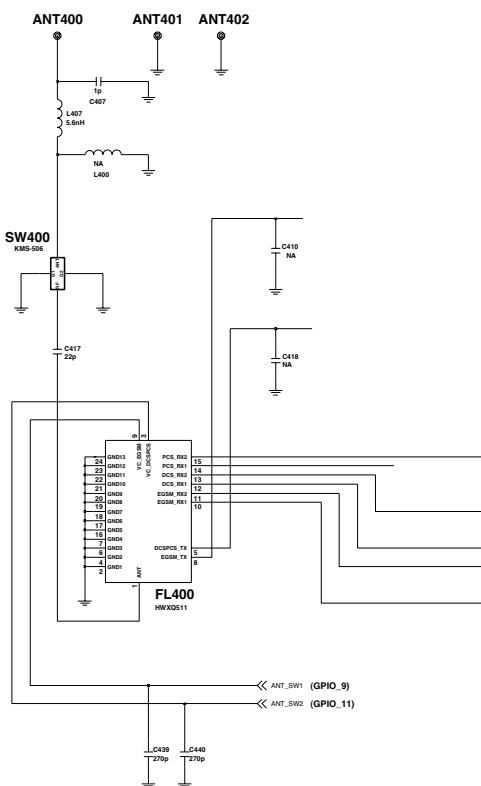 ANT400 ANT401 ANT402
1p
C407
L407
5.6nH
NA
L400
SW400
KMS-506
ANT
G1 G2
RF
C410
NA
C417
22p
C418
NA
9 3
VC_EGSM VC_DCSPCS
GND13 PCS_RX2
24 15
GND12 PCS_RX1
23 14
GND11 DCS_RX2
22 13
GND10 DCS_RX1
21 12
GND9 EGSM_RX2
20 11
GND8 EGSM_RX1
19 10
GND7
18
GND6
17
GND5
16
GND4
7
GND3 DCSPCS_TX
6 5
GND2 EGSM_TX
4 8
GND1
2
ANT
1
FL400
HWXQ511
ANT_SW1 (GPIO_9)
ANT_SW2 (GPIO_11)
C439 C440
270p 270p